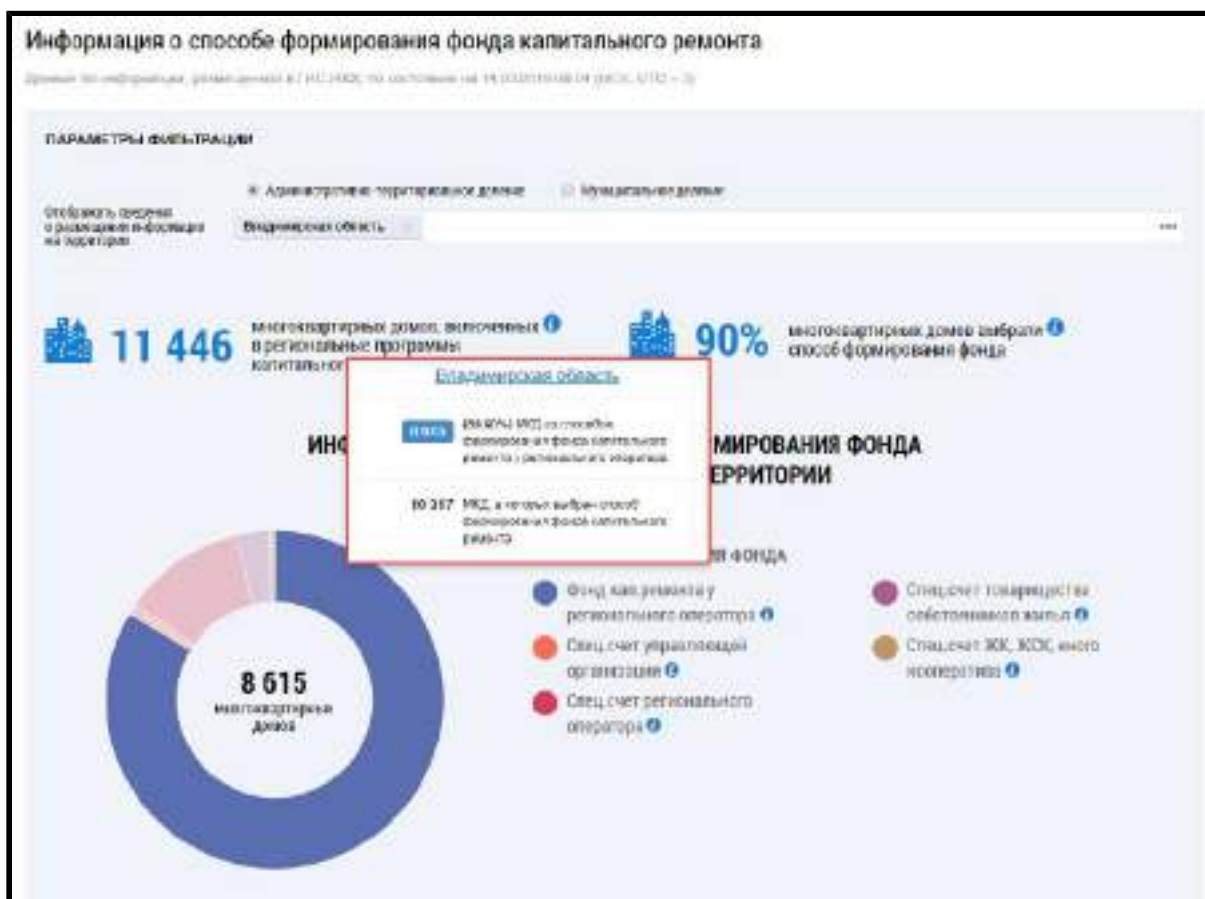 Информация о способе формирования фонда капитального ремонта
ПАРАМЕТРЫ ФИЛЬТРАЦИИ
Административно-территориальное деление
Муниципальное деление
Отображать сведения
о размещении информации
на территории
Владимирская область
11 446
многоквартирных домов, включенных
в региональные программы
капитальног
90%
многоквартирных домов выбрали
способ формирования фонда
Владимирская область
МКД со способом
формирования фонда капитального
ремонта у регионального оператора
МКД, в которых выбран способ
формирования фонда капитального
ремонта
ИНФ
МИРОВАНИЯ ФОНДА
ЕРРИТОРИИ
ИЯ ФОНДА
8 615
многоквартирных
домов
Фонд кап.ремонта у
регионального оператора
Спец.счет управляющей
организации
Спец.счет регионального
оператора
Спец.счет товарищества
собственников жилья
Спец.счет ЖК, ЖСК, иного
кооператива